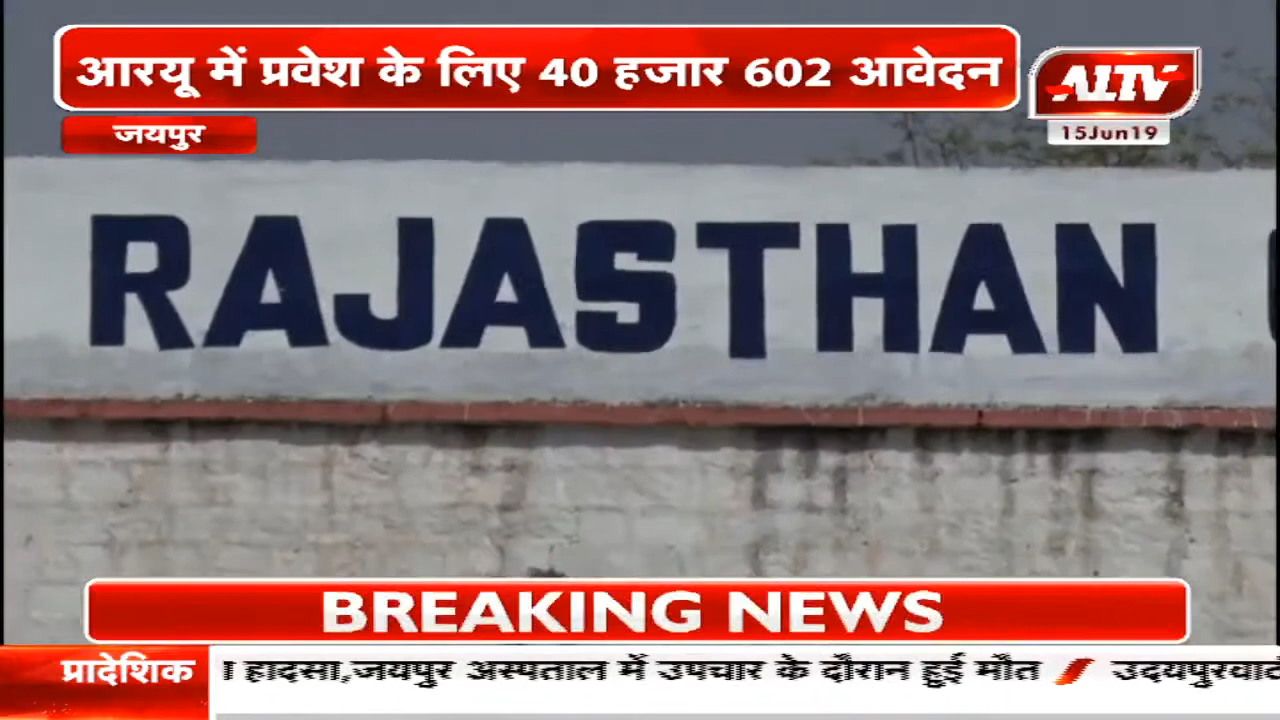 आरयू में प्रवेश के लिए 40 हजार 602 आवेदन
ALTV
जयपुर
15Jun19
RAJASTHAN
BREAKING NEWS
प्रादेशिक
हादसा,जयपुर अस्पताल में उपचार के दौरान हुई मौत